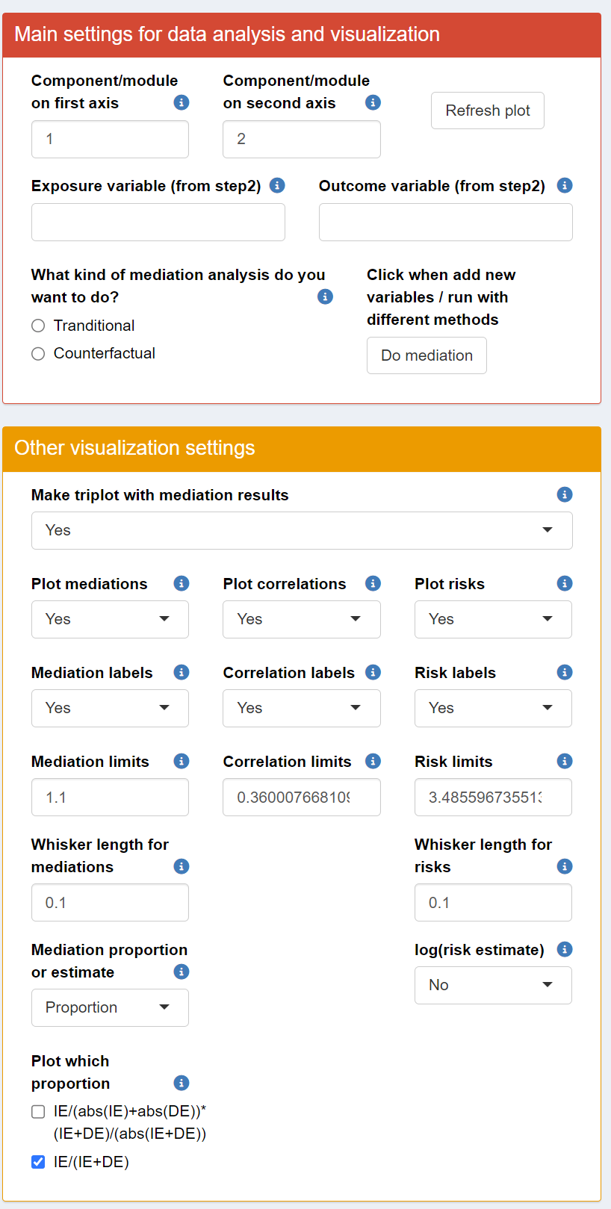 Main settings for data analysis and visualization
Component/module
on first axis
Component/module
on second axis
Refresh plot
1
2
Exposure variable (from step2)
Outcome variable (from step2)
What kind of mediation analysis do you
want to do?
Tranditional
Counterfactual
Click when add new
variables / run with
different methods
Do mediation
Other visualization settings
Make triplot with mediation results
Yes
Plot mediations
Plot correlations
Plot risks
Yes
Yes
Yes
Mediation labels
Correlation labels
Risk labels
Yes
Yes
Yes
Mediation limits
Correlation limits
Risk limits
1.1
0.36000766810
3.48559673551
Whisker length for
mediations
Whisker length for
risks
0.1
0.1
Mediation proportion
or estimate
log(risk estimate)
Proportion
No
Plot which
proportion
IE/(abs(IE)+abs(DE))*
(IE+DE)/(abs(IE+DE))
IE/(IE+DE)